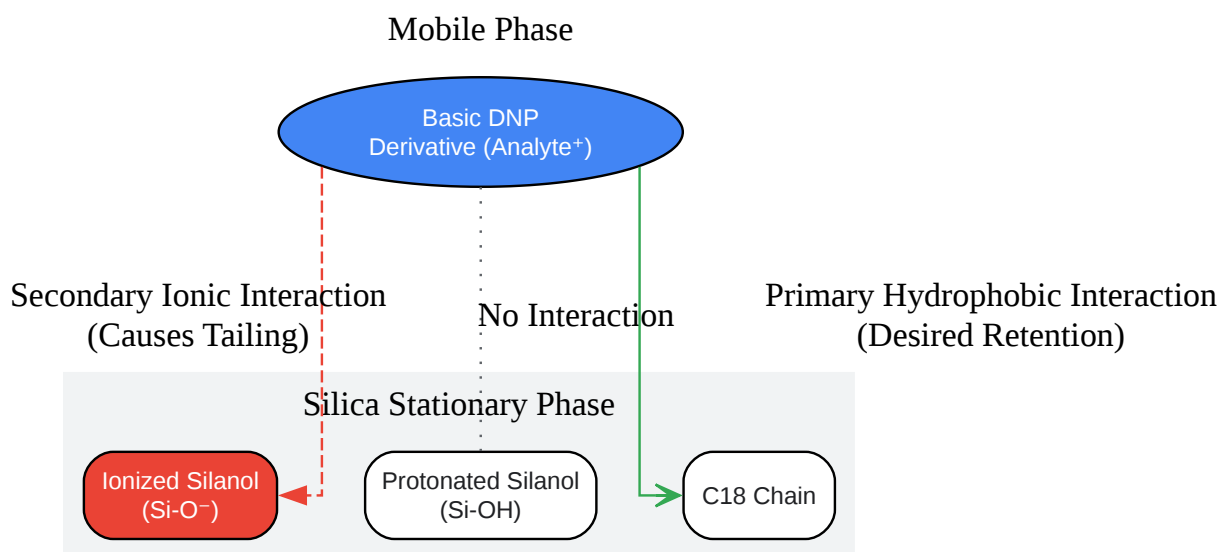 Mobile Phase
Basic DNP
Derivative (Analyte⁺)
Secondary Ionic Interaction
(Causes Tailing)
No Interaction
Primary Hydrophobic Interaction
(Desired Retention)
Silica Stationary Phase
Ionized Silanol
(Si-O⁻)
Protonated Silanol
(Si-OH)
C18 Chain